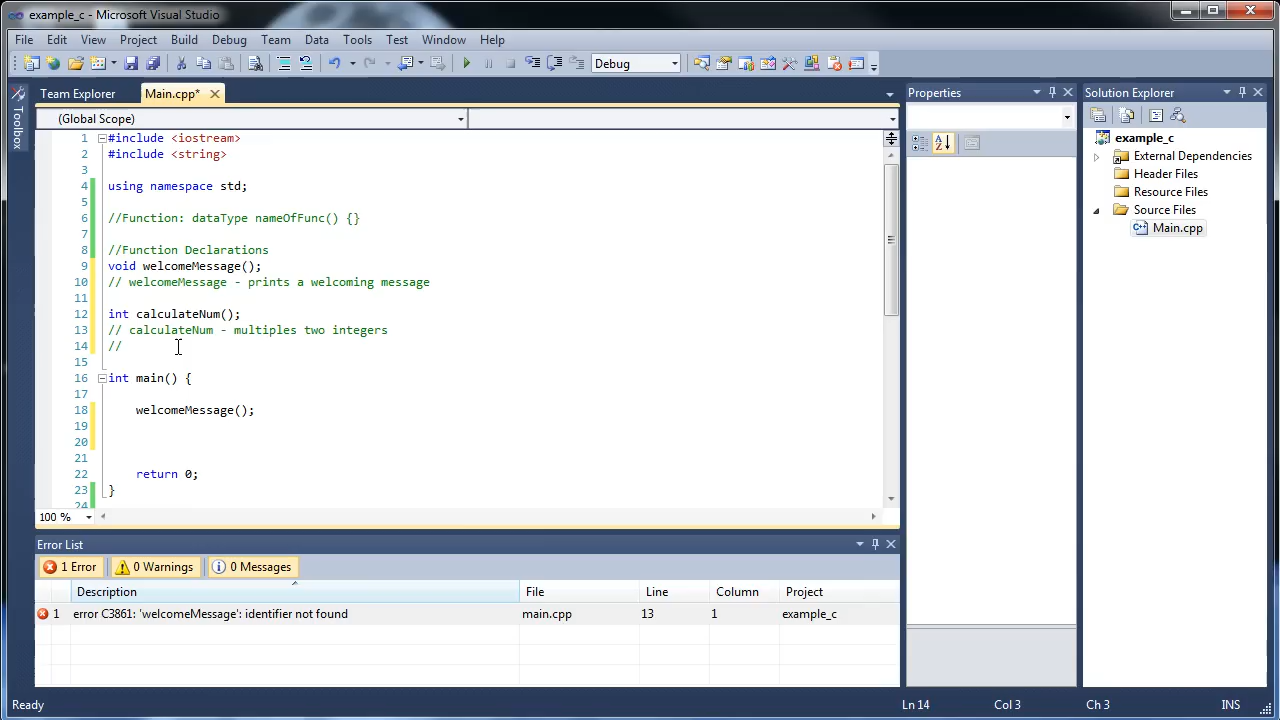 example_c - Microsoft Visual Studio
File Edit View Project Build Debug Team Data Tools Test Window Help
Debug
Toolbox
Team Explorer Main.cpp*
(Global Scope)
1 #include <iostream>
2 #include <string>
3
4 using namespace std;
5
6 //Function: dataType nameOfFunc() {}
7
8 //Function Declarations
9 void welcomeMessage();
10 // welcomeMessage - prints a welcoming message
11
12 int calculateNum();
13 // calculateNum - multiples two integers
14 //
15
16 int main() {
17
18 welcomeMessage();
19
20
21
22 return 0;
23 }
24
100 %
Properties
Solution Explorer
example_c
External Dependencies
Header Files
Resource Files
Source Files
Main.cpp
Error List
1 Error 0 Warnings 0 Messages
Description File Line Column Project
1 error C3861: 'welcomeMessage': identifier not found main.cpp 13 1 example_c
Ready Ln 14 Col 3 Ch 3 INS